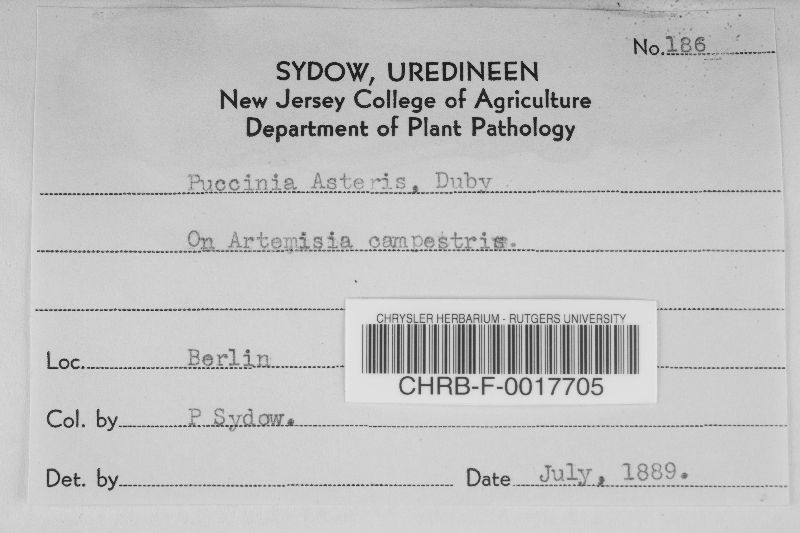 No. 186
SYDOW, UREDINEEN
New Jersey College of Agriculture
Department of Plant Pathology
Puccinia Asteris, Duby
On Artemisia campestris.
CHRYSLER HERBARIUM - RUTGERS UNIVERSITY
CHRB-F-0017705
Loc. Berlin
Col. by P Sydow.
Det. by Date July, 1889.